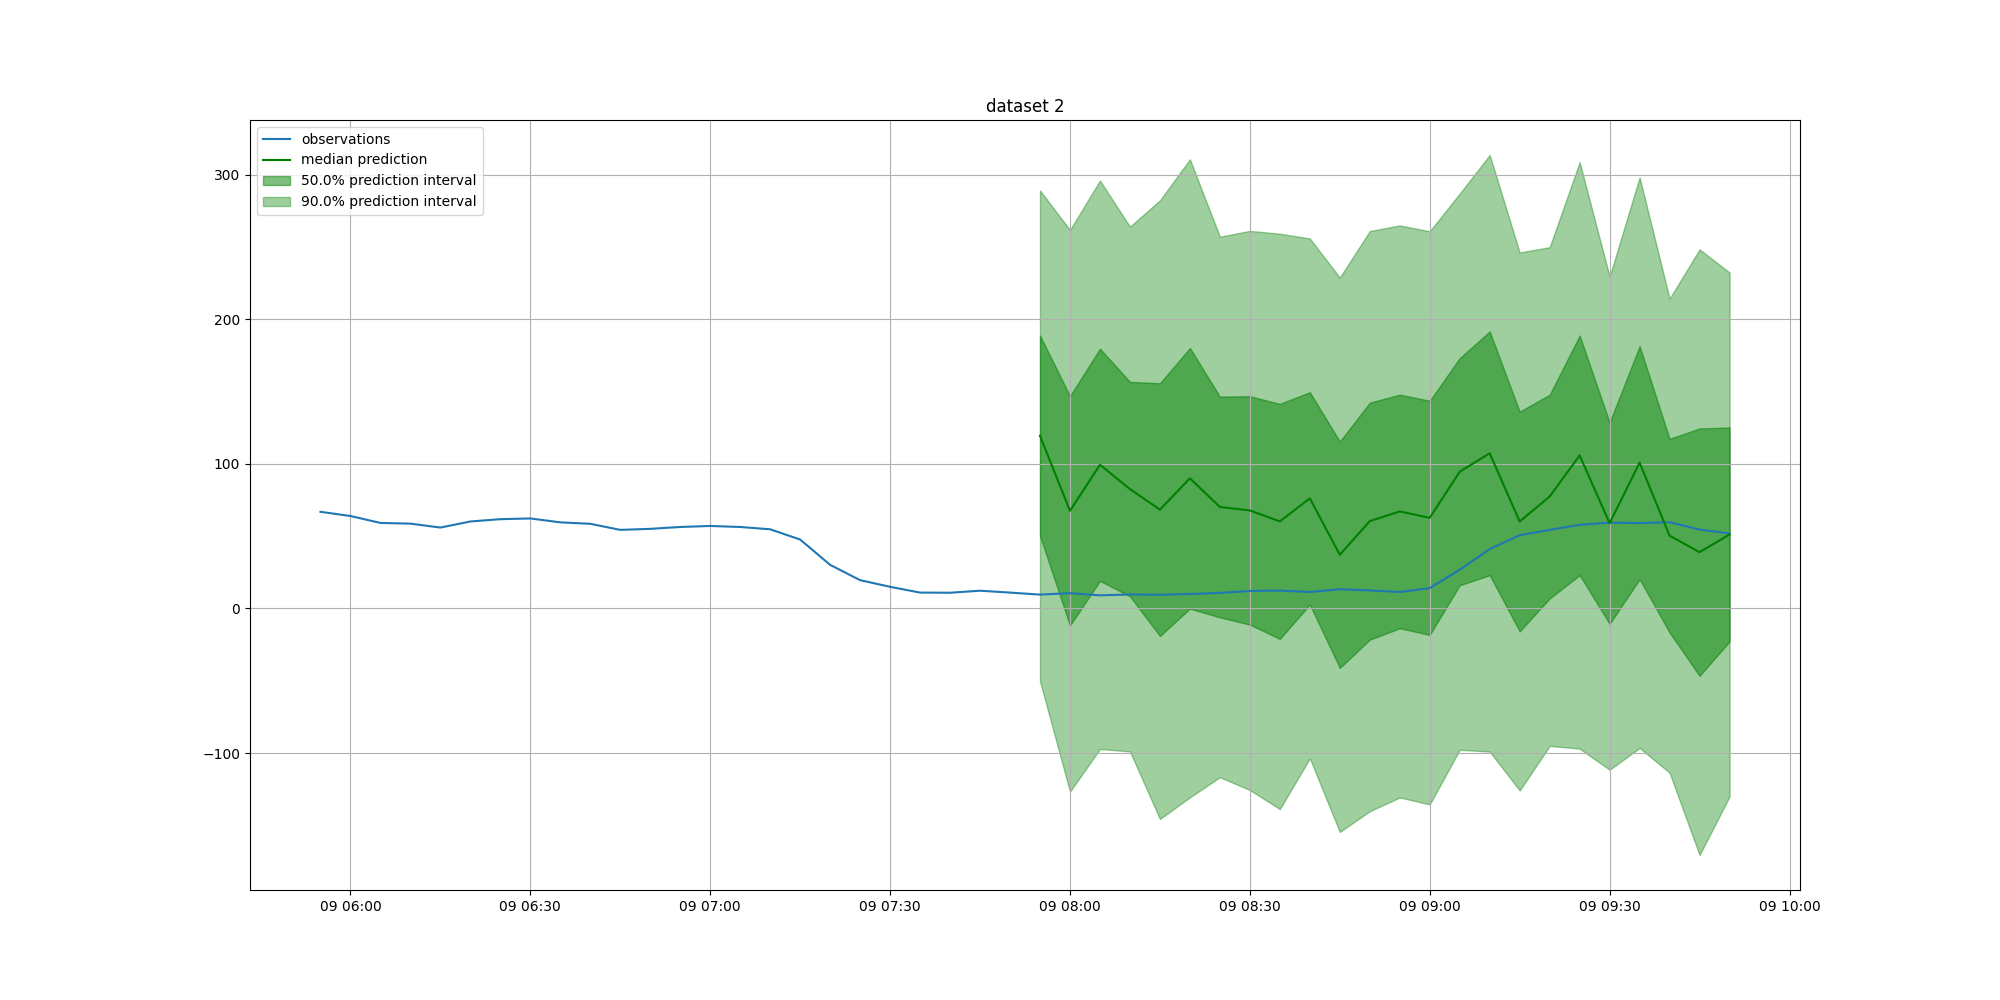 dataset 2
observations
median prediction
50.0% prediction interval
90.0% prediction interval
300
200
100
0
−100
09 06:00
09 06:30
09 07:00
09 07:30
09 08:00
09 08:30
09 09:00
09 09:30
09 10:00